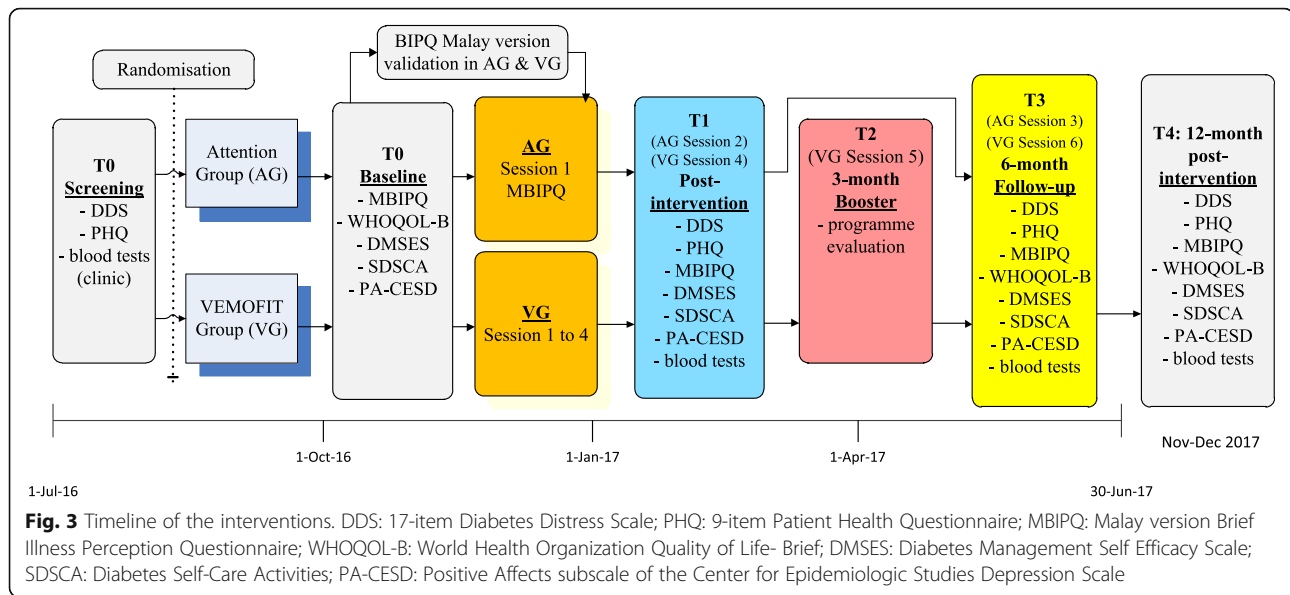 Randomisation
BIPQ Malay version
validation in AG & VG
T0
Screening
- DDS
- PHQ
- blood tests
(clinic)
Attention
Group (AG)
VEMOFIT
Group (VG)
T0
Baseline
- MBIPQ
- WHOQOL-B
- DMSES
- SDSCA
- PA-CESD
AG
Session 1
MBIPQ
VG
Session 1 to 4
T1
(AG Session 2)
(VG Session 4)
Post-
intervention
- DDS
- PHQ
- MBIPQ
- DMSES
- SDSCA
- PA-CESD
- blood tests
T2
(VG Session 5)
3-month
Booster
- programme
evaluation
T3
(AG Session 3)
(VG Session 6)
6-month
Follow-up
- DDS
- PHQ
- MBIPQ
- WHOQOL-B
- DMSES
- SDSCA
- PA-CESD
- blood tests
T4: 12-month
post-
intervention
- DDS
- PHQ
- MBIPQ
- WHOQOL-B
- DMSES
- SDSCA
- PA-CESD
- blood tests
1-Jul-16
1-Oct-16
1-Jan-17
1-Apr-17
30-Jun-17
Nov-Dec 2017
Fig. 3 Timeline of the interventions. DDS: 17-item Diabetes Distress Scale; PHQ: 9-item Patient Health Questionnaire; MBIPQ: Malay version Brief
Illness Perception Questionnaire; WHOQOL-B: World Health Organization Quality of Life- Brief; DMSES: Diabetes Management Self Efficacy Scale;
SDSCA: Diabetes Self-Care Activities; PA-CESD: Positive Affects subscale of the Center for Epidemiologic Studies Depression Scale